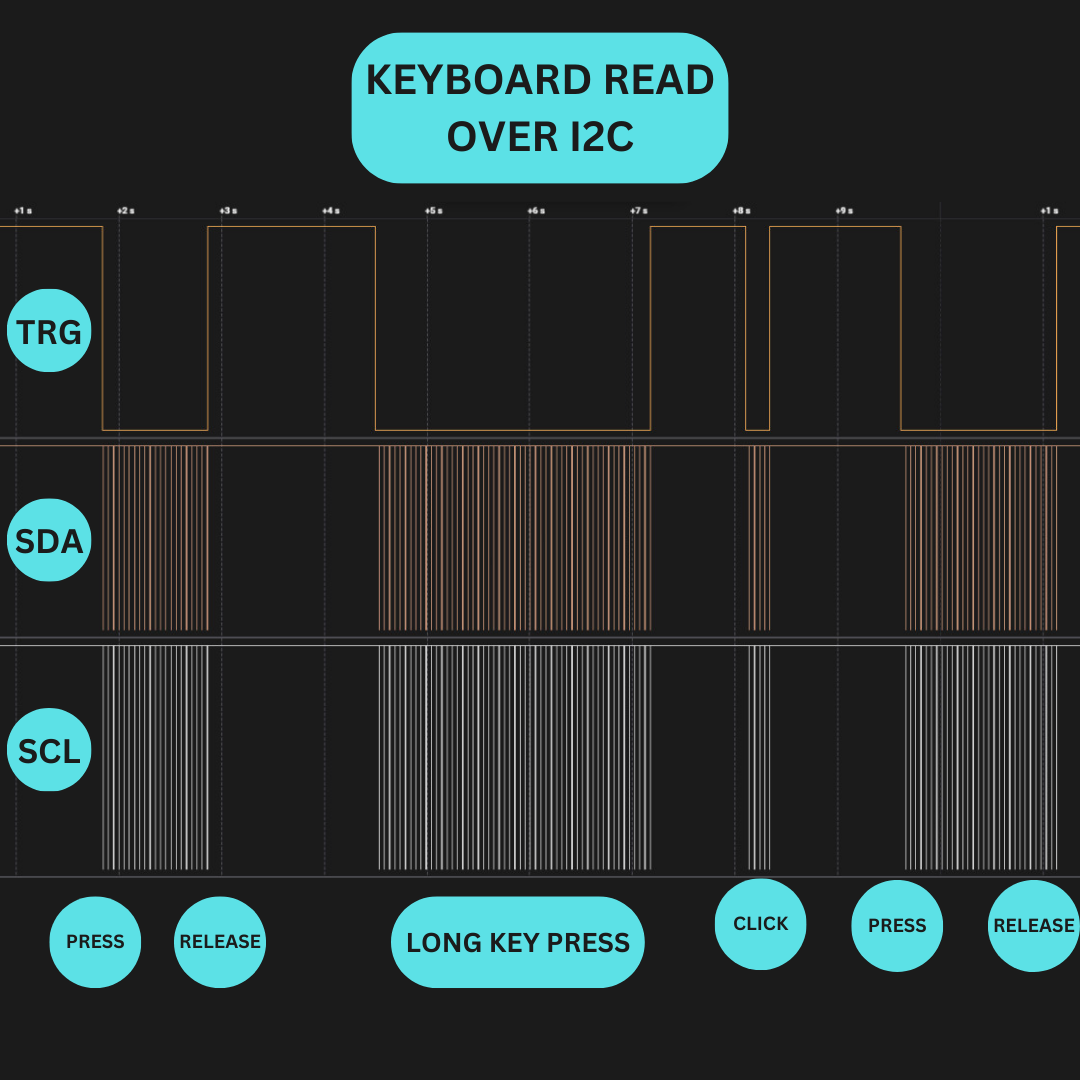 KEYBOARD READ
OVER I2C
+1 s +2 s +3 s +4 s +5 s +6 s +7 s +8 s +9 s +1 s
TRG
SDA
SCL
PRESS RELEASE LONG KEY PRESS CLICK PRESS RELEASE